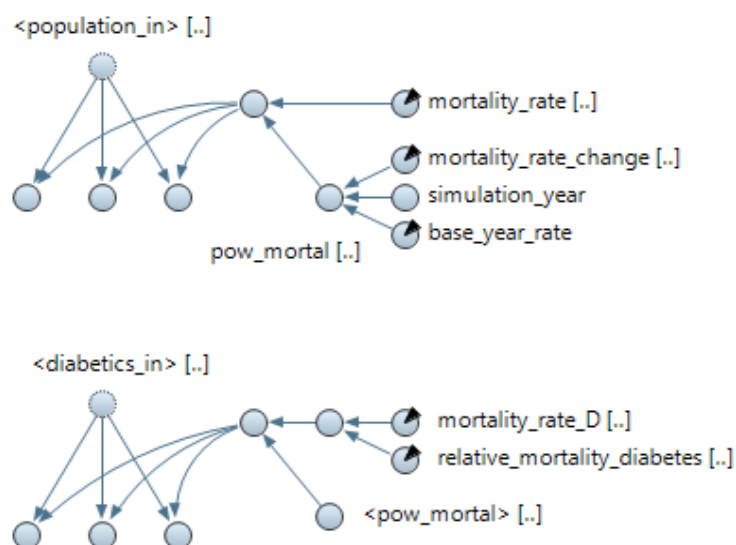 <population_in> [..]
mortality_rate [..]
mortality_rate_change [..]
simulation_year
base_year_rate
pow_mortal [..]
<diabetics_in> [..]
mortality_rate_D [..]
relative_mortality_diabetes [..]
<pow_mortal> [..]